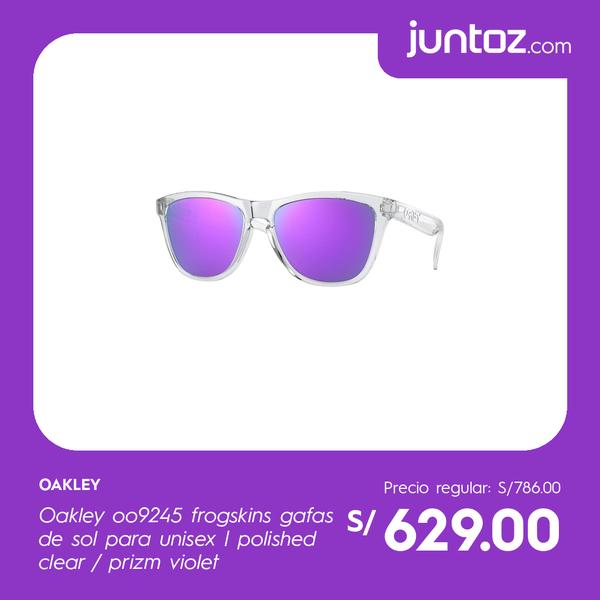 juntoz.com
OAKLEY
OAKLEY
Oakley oo9245 frogskins gafas
de sol para unisex | polished
clear / prizm violet
Precio regular: S/786.00
S/ 629.00